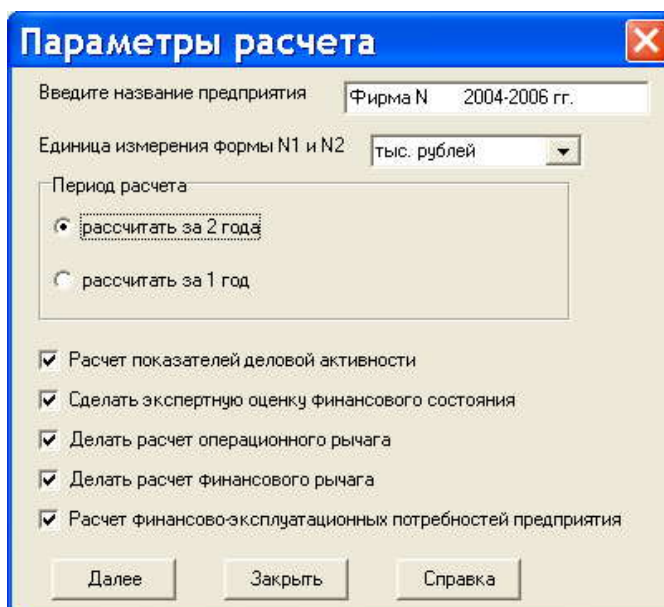 Параметры расчета
Введите название предприятия Фирма N 2004-2006 гг.
Единица измерения формы N1 и N2 тыс. рублей
Период расчета
рассчитать за 2 года
рассчитать за 1 год
Расчет показателей деловой активности
Сделать экспертную оценку финансового состояния
Делать расчет операционного рычага
Делать расчет финансового рычага
Расчет финансово-эксплуатационных потребностей предприятия
Далее Закрыть Справка